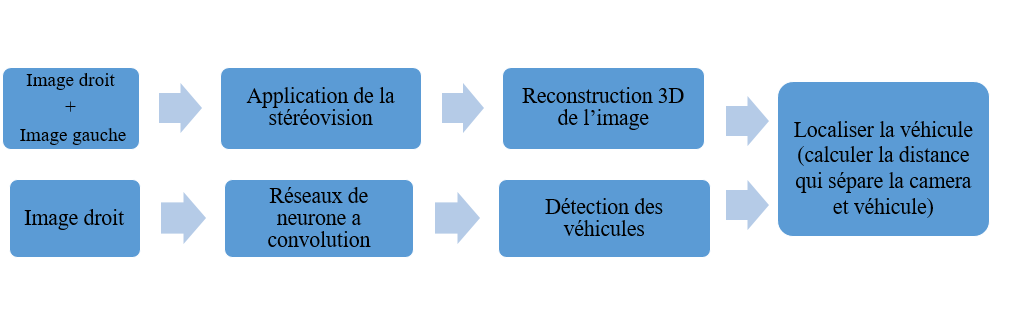 Image droit
+
Image gauche
Application de la
stéréovision
Reconstruction 3D
de l’image
Image droit
Réseaux de
neurone a
convolution
Détection des
véhicules
Localiser la véhicule
(calculer la distance
qui sépare la camera
et véhicule)